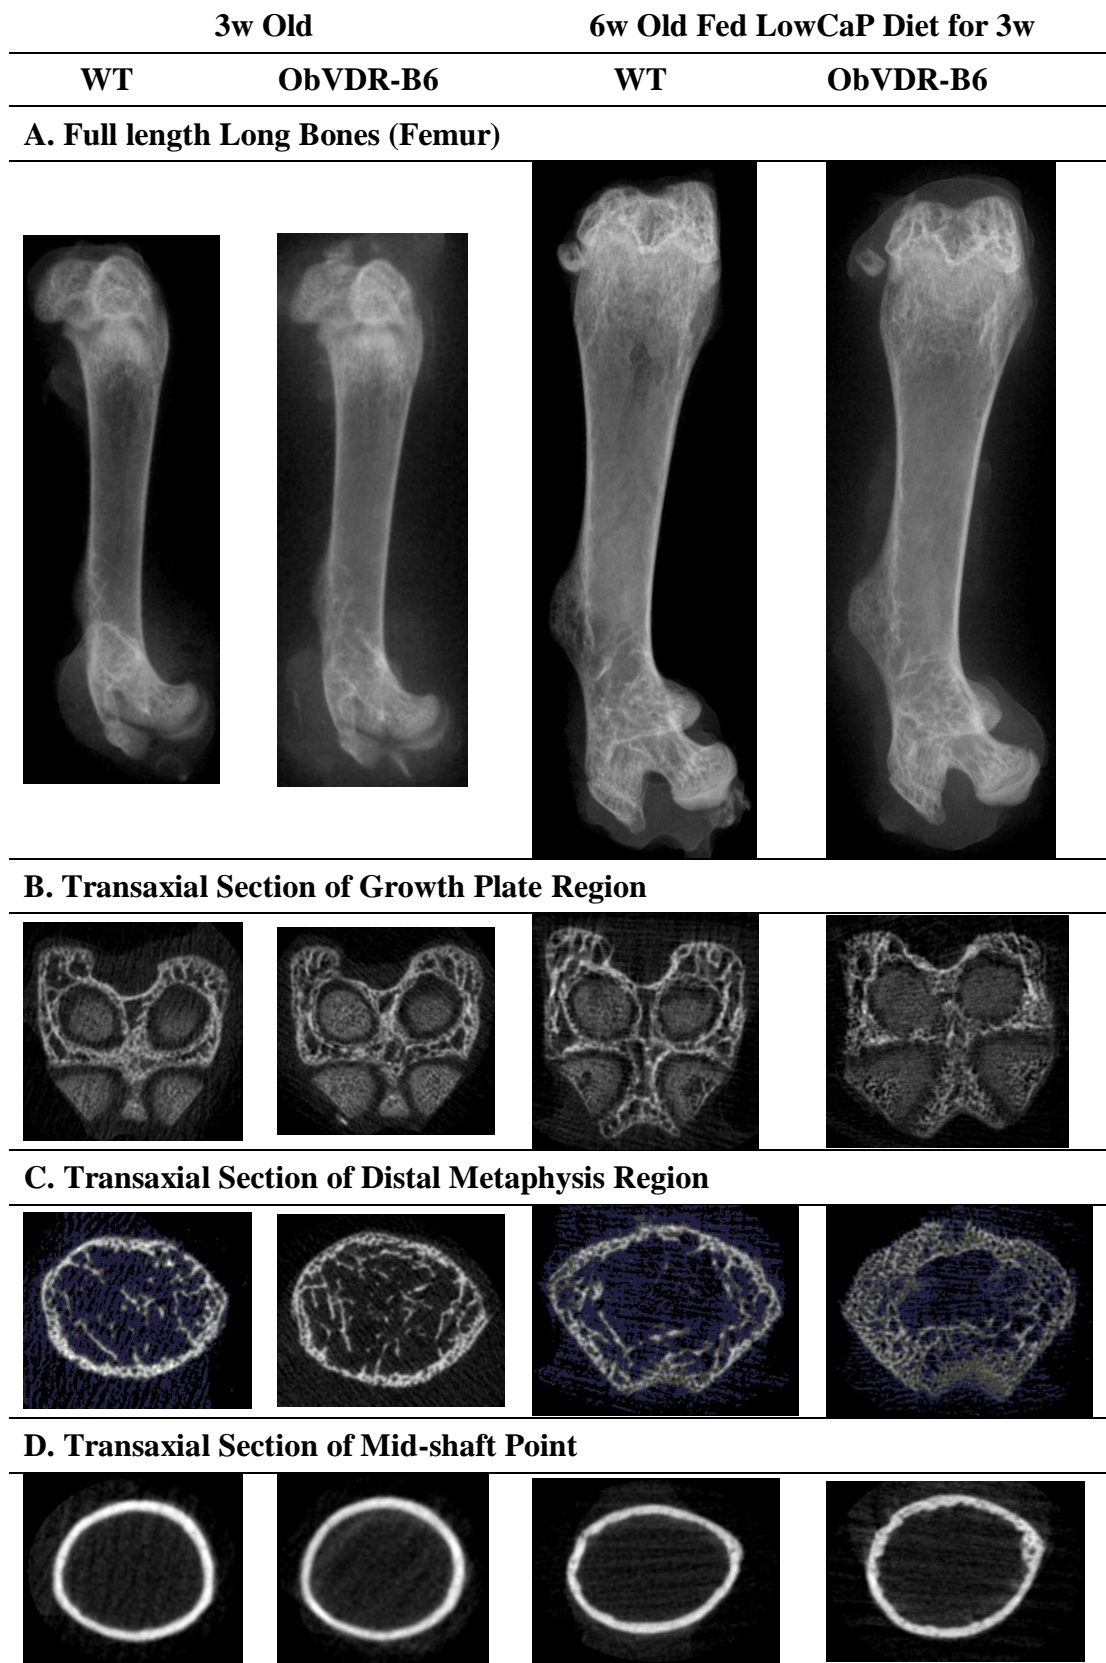 3w Old 6w Old Fed LowCaP Diet for 3w
WT ObVDR-B6 WT ObVDR-B6
A. Full length Long Bones (Femur)
B. Transaxial Section of Growth Plate Region
C. Transaxial Section of Distal Metaphysis Region
D. Transaxial Section of Mid-shaft Point